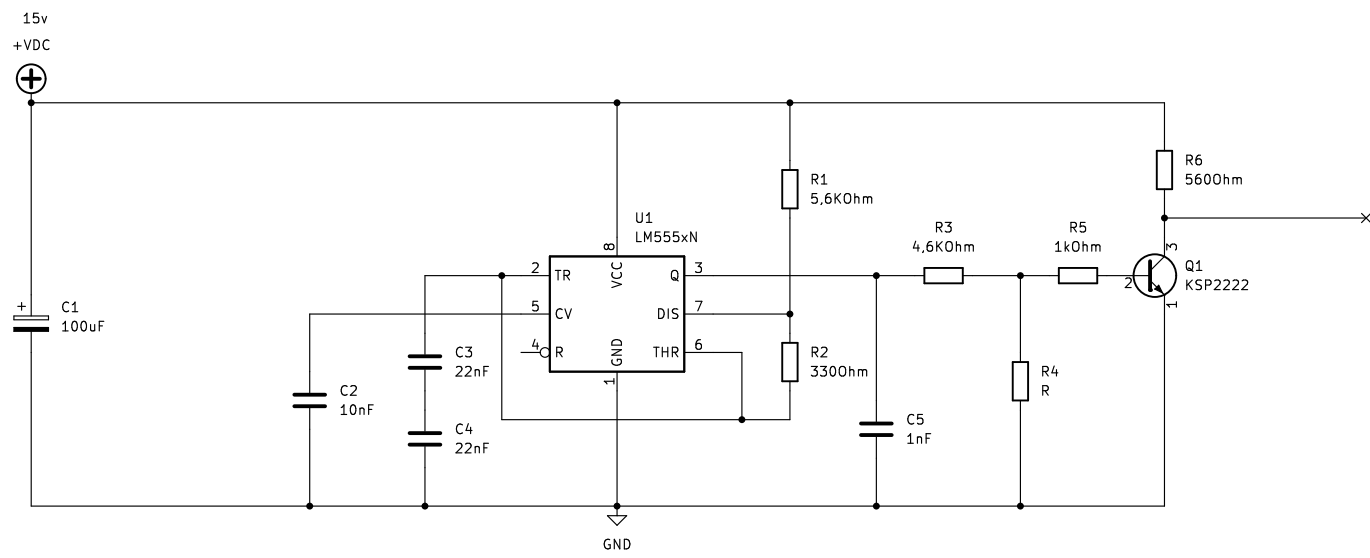 15v
+VDC
R6
560Ohm
R1
5,6KOhm
U1
LM555xN
R3
4,6KOhm
R5
1kOhm
8
3
2
TR
VCC
Q
3
2
Q1
KSP2222
1
+
C1
100uF
5
CV
DIS
7
4
R
GND
THR
6
1
C3
22nF
R2
330Ohm
R4
R
C2
10nF
C4
22nF
C5
1nF
GND